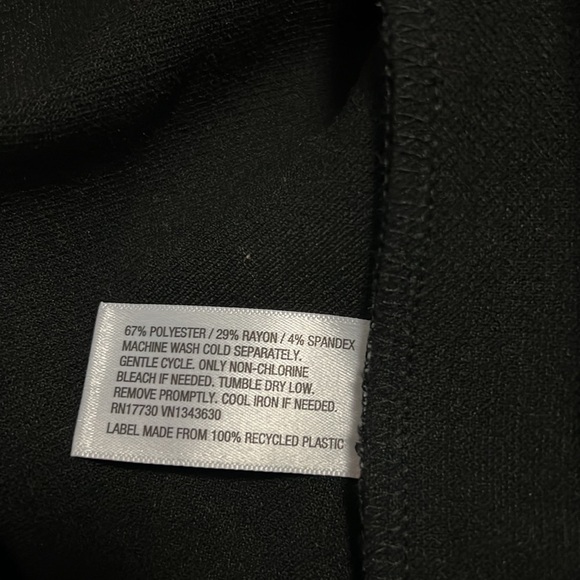 67% POLYESTER / 29% RAYON / 4% SPANDEX
MACHINE WASH COLD SEPARATELY.
GENTLE CYCLE. ONLY NON-CHLORINE
BLEACH IF NEEDED. TUMBLE DRY LOW.
REMOVE PROMPTLY. COOL IRON IF NEEDED.
RN17730 VN1343630
LABEL MADE FROM 100% RECYCLED PLASTIC